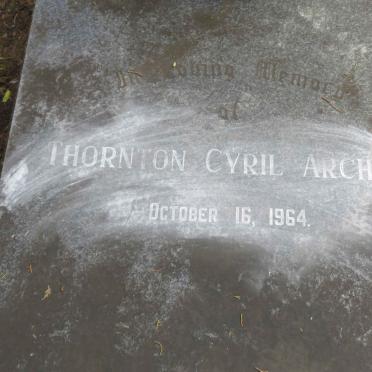 In Loving Memory
of
THORNTON CYRIL ARCH
OCTOBER 16, 1964.